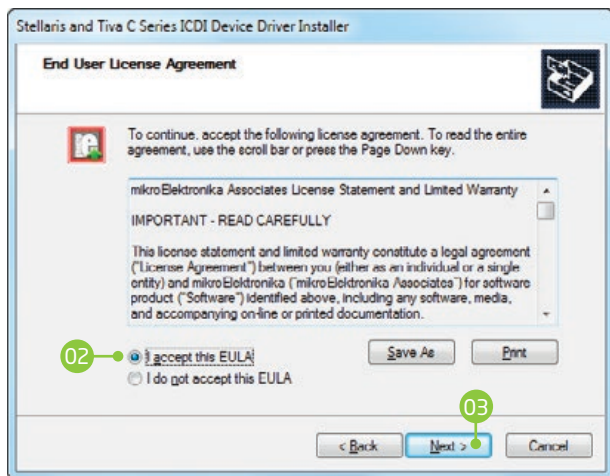 Stellaris and Tiva C Series ICDI Device Driver Installer
End User License Agreement
To continue, accept the following license agreement. To read the entire
agreement, use the scroll bar or press the Page Down key.
mikroElektronika Associates License Statement and Limited Warranty
IMPORTANT - READ CAREFULLY
This license statement and limited warranty constitute a legal agreement
("License Agreement") between you (either as an individual or a single
entity) and mikroElektronika ("mikroElektronika Associates") for software
product ("Software") identified above, including any software, media,
and accompanying on-line or printed documentation.
02
I accept this EULA
Save As
Print
I do not accept this EULA
03
< Back
Next >
Cancel